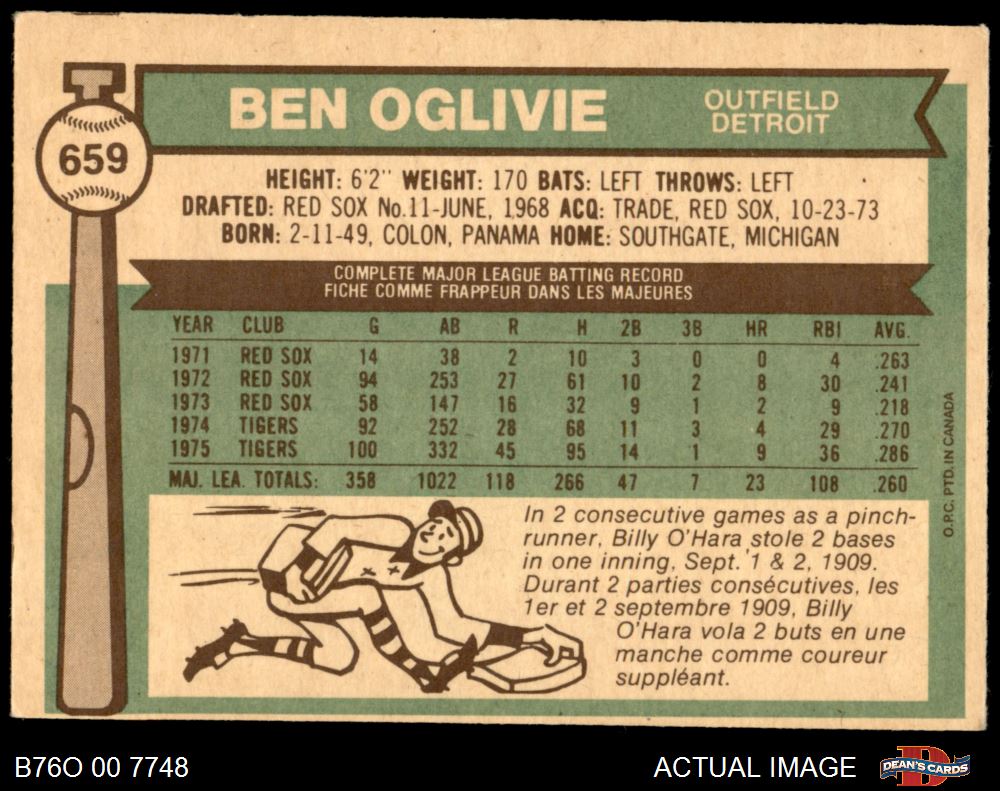 BEN OGLIVIE
OUTFIELD
DETROIT
659
HEIGHT: 6'2" WEIGHT: 170 BATS: LEFT THROWS: LEFT
DRAFTED: RED SOX No.11-JUNE, 1968 ACQ: TRADE, RED SOX, 10-23-73
BORN: 2-11-49, COLON, PANAMA HOME: SOUTHGATE, MICHIGAN
COMPLETE MAJOR LEAGUE BATTING RECORD
FICHE COMME FRAPPEUR DANS LES MAJEURES
YEAR CLUB G AB R H 2B 3B HR RBI AVG.
1971 RED SOX 14 38 2 10 3 0 0 4 .263
1972 RED SOX 94 253 27 61 10 2 8 30 .241
1973 RED SOX 58 147 16 32 9 1 2 9 .218
1974 TIGERS 92 252 28 68 11 3 4 29 .270
1975 TIGERS 100 332 45 95 14 1 9 36 .286
MAJ. LEA. TOTALS: 358 1022 118 266 47 7 23 108 .260
O.P.C. PTD. IN CANADA
In 2 consecutive games as a pinch-
runner, Billy O'Hara stole 2 bases
in one inning, Sept. 1 & 2, 1909.
Durant 2 parties consécutives, les
1er et 2 septembre 1909, Billy
O'Hara vola 2 buts en une
manche comme coureur
suppléant.
B76O 00 7748
ACTUAL IMAGE
D
DEAN'S CARDS